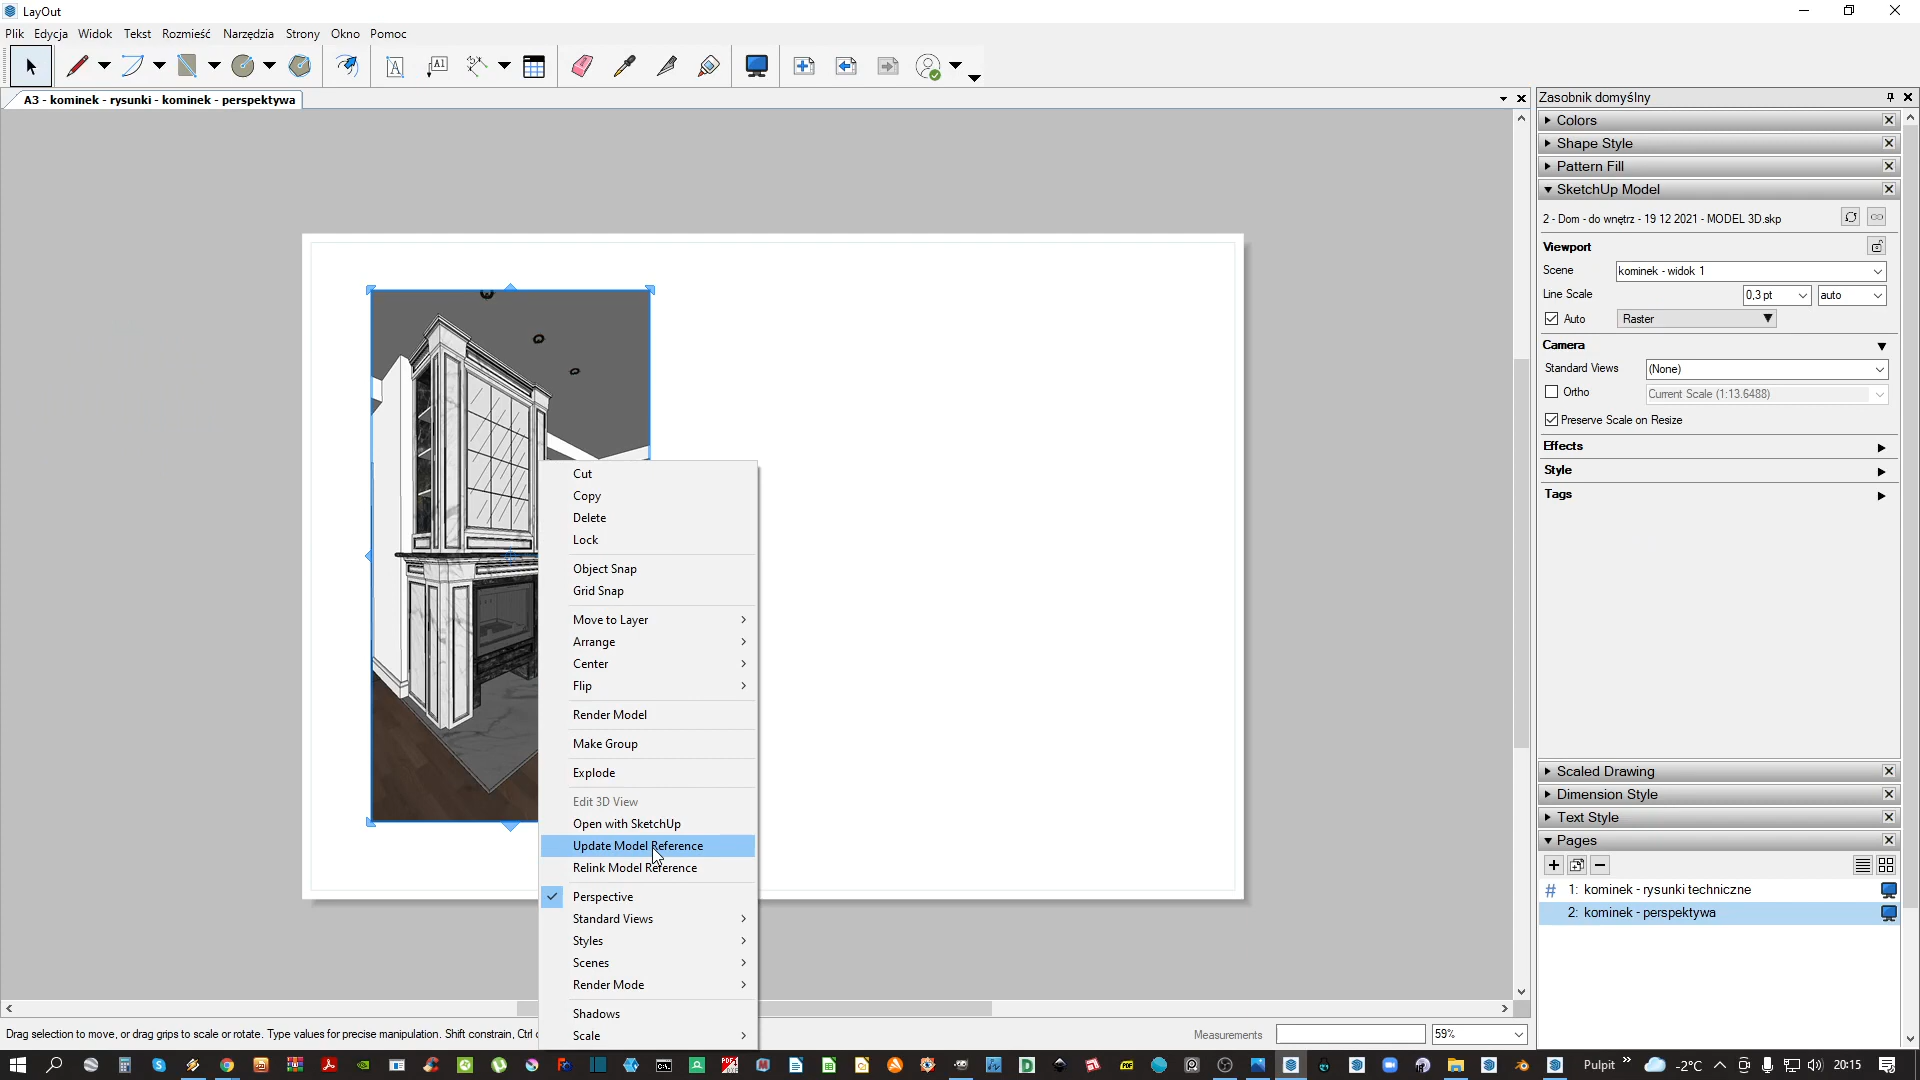 LayOut
Plik Edycja Widok Tekst Rozmieść Narzędzia Strony Okno Pomoc
A3 - kominek - rysunki - kominek - perspektywa
Zasobnik domyślny
Colors
Shape Style
Pattern Fill
SketchUp Model
2 - Dom - do wnętrz - 19 12 2021 - MODEL 3D.skp
Viewport
Scene kominek - widok 1
Line Scale 0,3 pt auto
Auto Raster
Camera
Standard Views (None)
Ortho Current Scale (1:13.6488)
Preserve Scale on Resize
Effects
Style
Tags
Cut
Copy
Delete
Lock
Object Snap
Grid Snap
Move to Layer
Arrange
Center
Flip
Render Model
Make Group
Explode
Edit 3D View
Open with SketchUp
Update Model Reference
Relink Model Reference
Perspective
Standard Views
Styles
Scenes
Render Mode
Shadows
Scale
Scaled Drawing
Dimension Style
Text Style
Pages
1: kominek - rysunki techniczne
2: kominek - perspektywa
Drag selection to move, or drag grips to scale or rotate. Type values for precise manipulation. Shift constrain, Ctrl
Measurements 59%
Pulpit -2°C 20:15